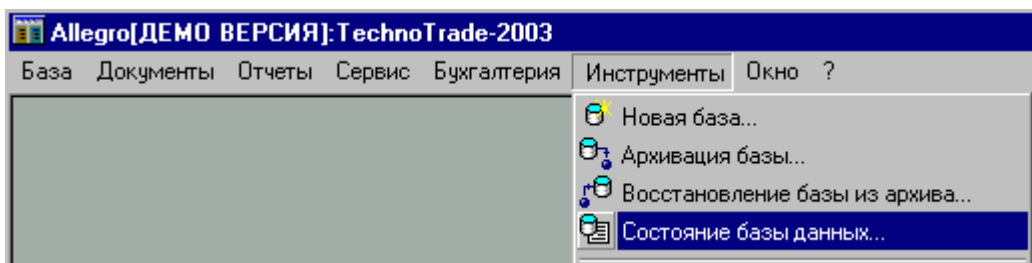 Allegro[ДЕМО ВЕРСИЯ]:TechnoTrade-2003
База Документы Отчеты Сервис Бухгалтерия Инструменты Окно ?
Новая база...
Архивация базы...
Восстановление базы из архива...
Состояние базы данных...